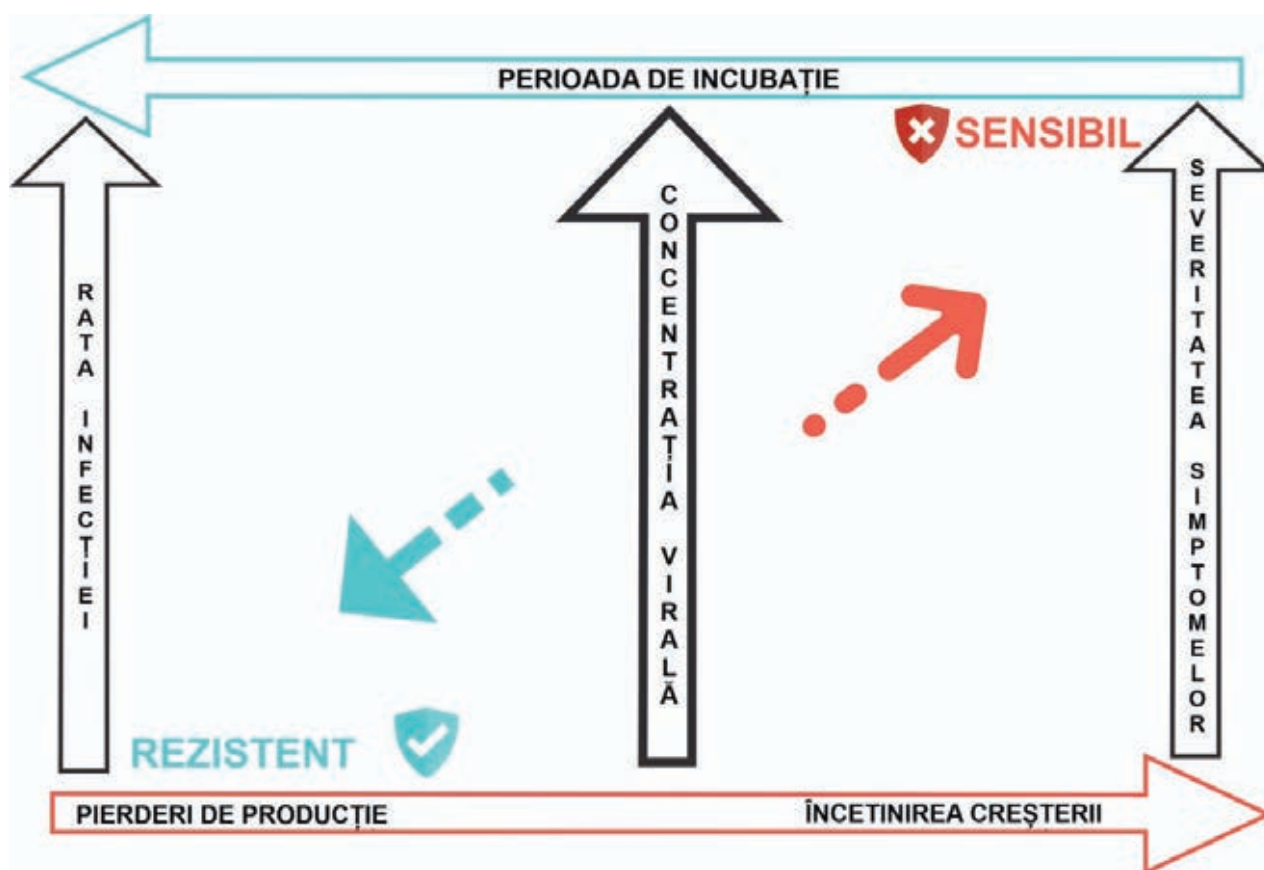 PERIOADA DE INCUBAȚIE
SENSIBIL
RATA INFECȚIEI
CONCENTRAȚIA VIRALĂ
SEVERITATEA SIMPTOMELOR
REZISTENT
PIERDERI DE PRODUCȚIE
ÎNCETINIREA CREȘTERII